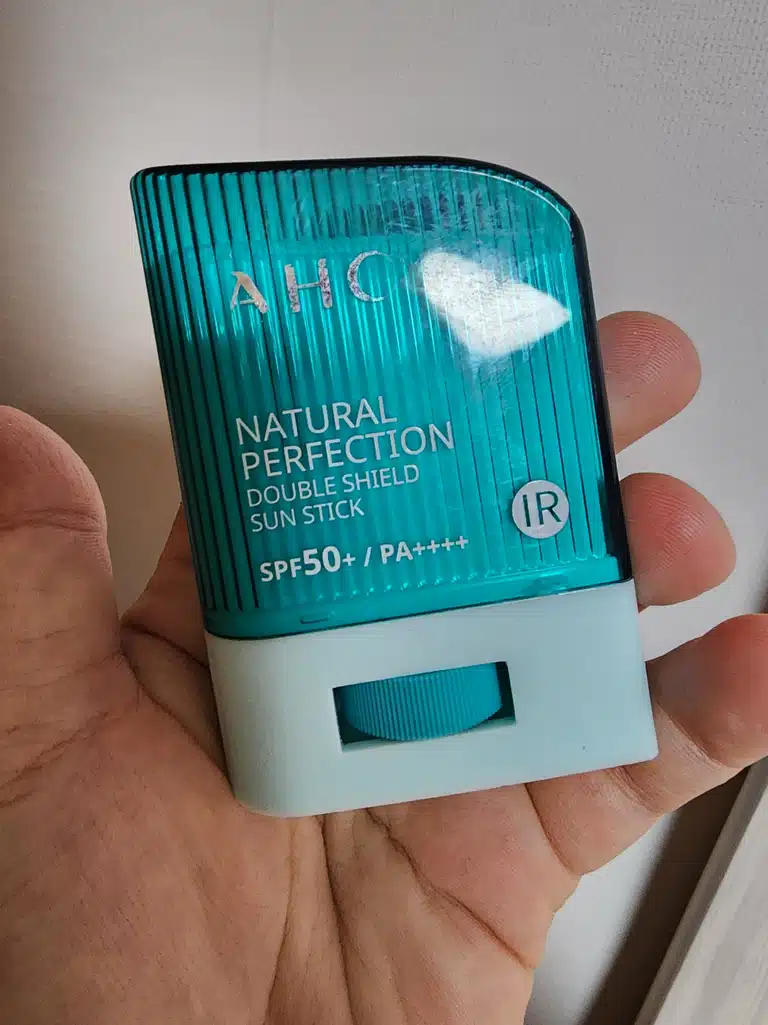 AHC
NATURAL
PERFECTION
DOUBLE SHIELD
SUN STICK
IR
SPF50+ / PA++++